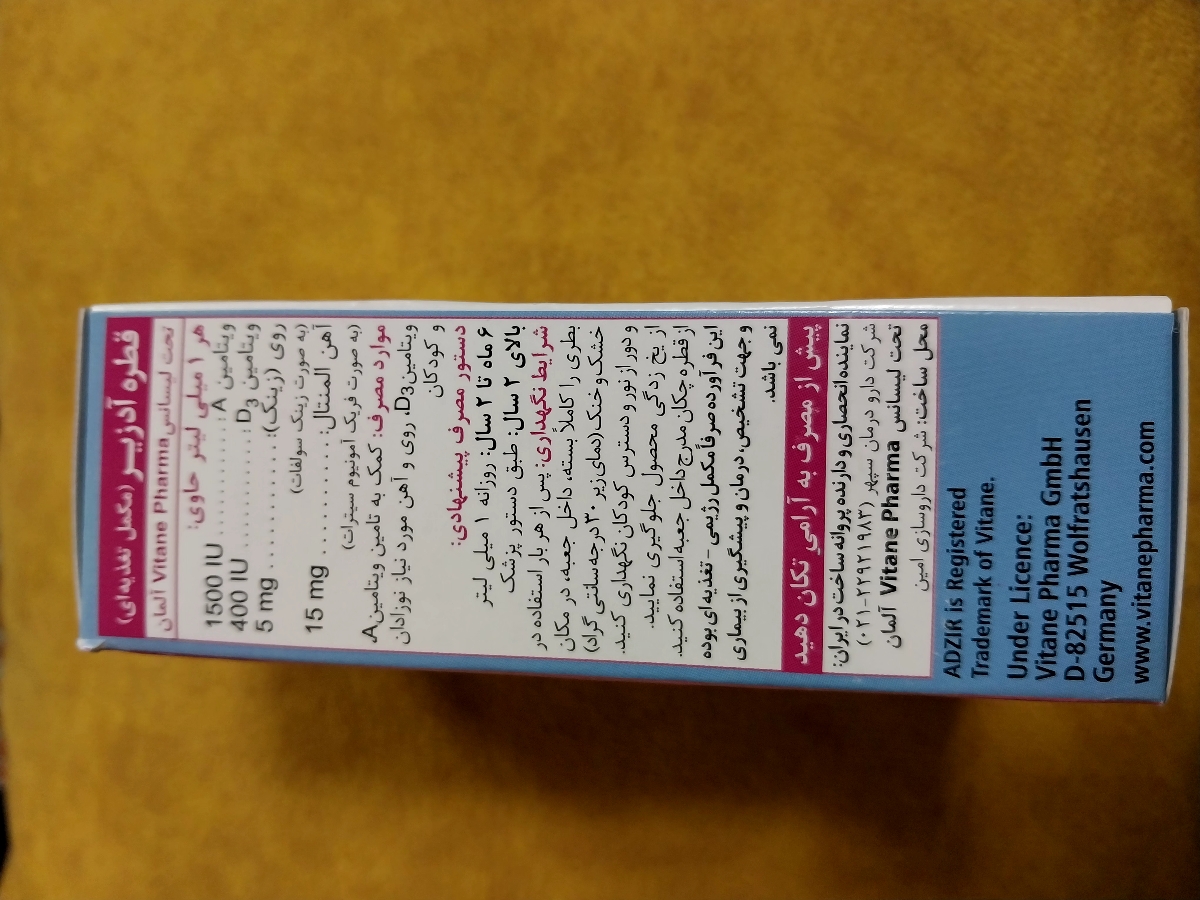 قطره آدزیر (مکمل تغذیه‌ای)
تحت لیسانس Vitane Pharma آلمان
هر ۱ میلی لیتر حاوی:
ویتامین A: .......... 1500 IU
ویتامین D3 .......... 400 IU
روی (زینک): .......... 5 mg
(به صورت زینک سولفات)
آهن المنتال: .......... 15 mg
(به صورت فریک آمونیوم سیترات)
موارد مصرف: کمک به تامین ویتامین A
ویتامین D3، روی و آهن مورد نیاز نوزادان
و کودکان
دستور مصرف پیشنهادی:
۶ ماه تا ۲ سال: روزانه ۱ میلی لیتر
بالای ۲ سال: طبق دستور پزشک
شرایط نگهداری: پس از هر بار استفاده در
بطری را کاملاً بسته، داخل جعبه، در مکان
خشک و خنک (دمای زیر ۳۰ درجه سانتی گراد)
و دور از نور و دسترس کودکان نگهداری کنید.
از یخ زدگی محصول جلوگیری نمایید.
از قطره چکان مدرج داخل جعبه استفاده کنید.
این فرآورده صرفاً مکمل رژیمی - تغذیه ای بوده
و جهت تشخیص، درمان و پیشگیری از بیماری
نمی باشد.
پیش از مصرف به آرامی تکان دهید
نماینده انحصاری و دارنده پروانه ساخت در ایران:
شرکت دارو درمان سپهر (۲۲۹۲۱۹۸۳-۰۲۱)
تحت لیسانس Vitane Pharma آلمان
محل ساخت: شرکت داروسازی امین
ADZIR is Registered
Trademark of Vitane.
Under Licence:
Vitane Pharma GmbH
D-82515 Wolfratshausen
Germany
www.vitanepharma.com